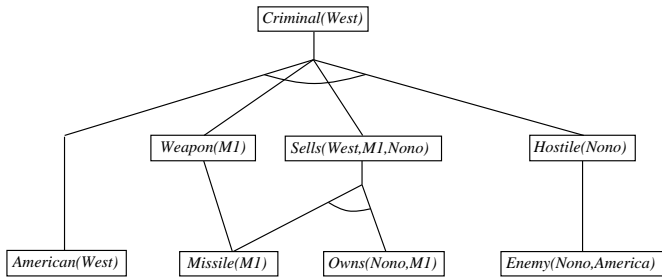 Criminal(West)
Weapon(M1)
Sells(West,M1,Nono)
Hostile(Nono)
American(West)
Missile(M1)
Owns(Nono,M1)
Enemy(Nono,America)